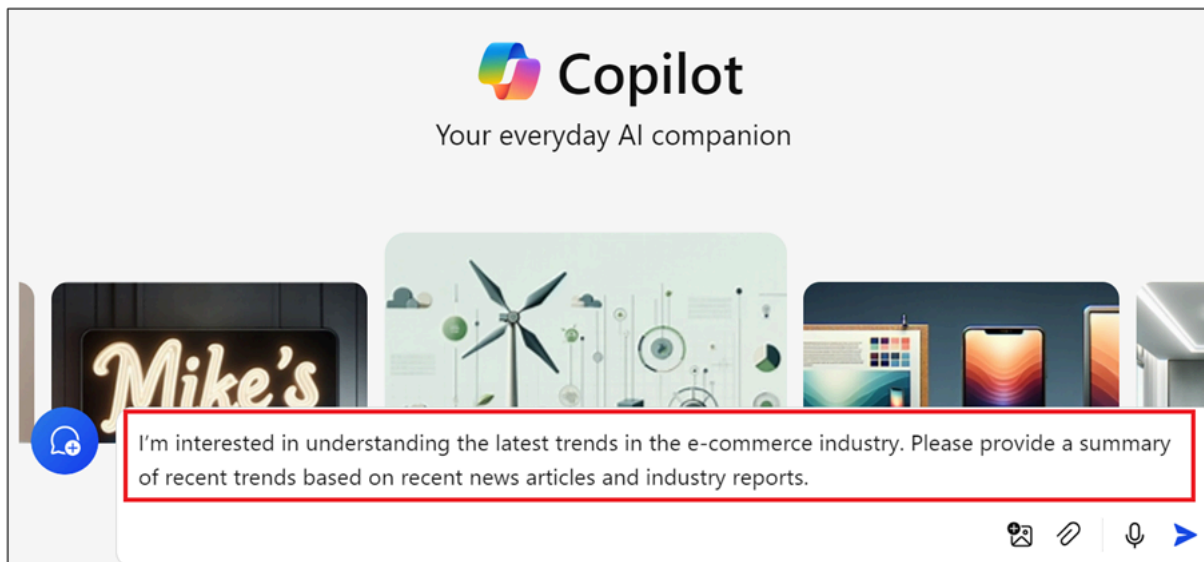 Copilot
Your everyday AI companion
Mike's
I'm interested in understanding the latest trends in the e-commerce industry. Please provide a summary
of recent trends based on recent news articles and industry reports.